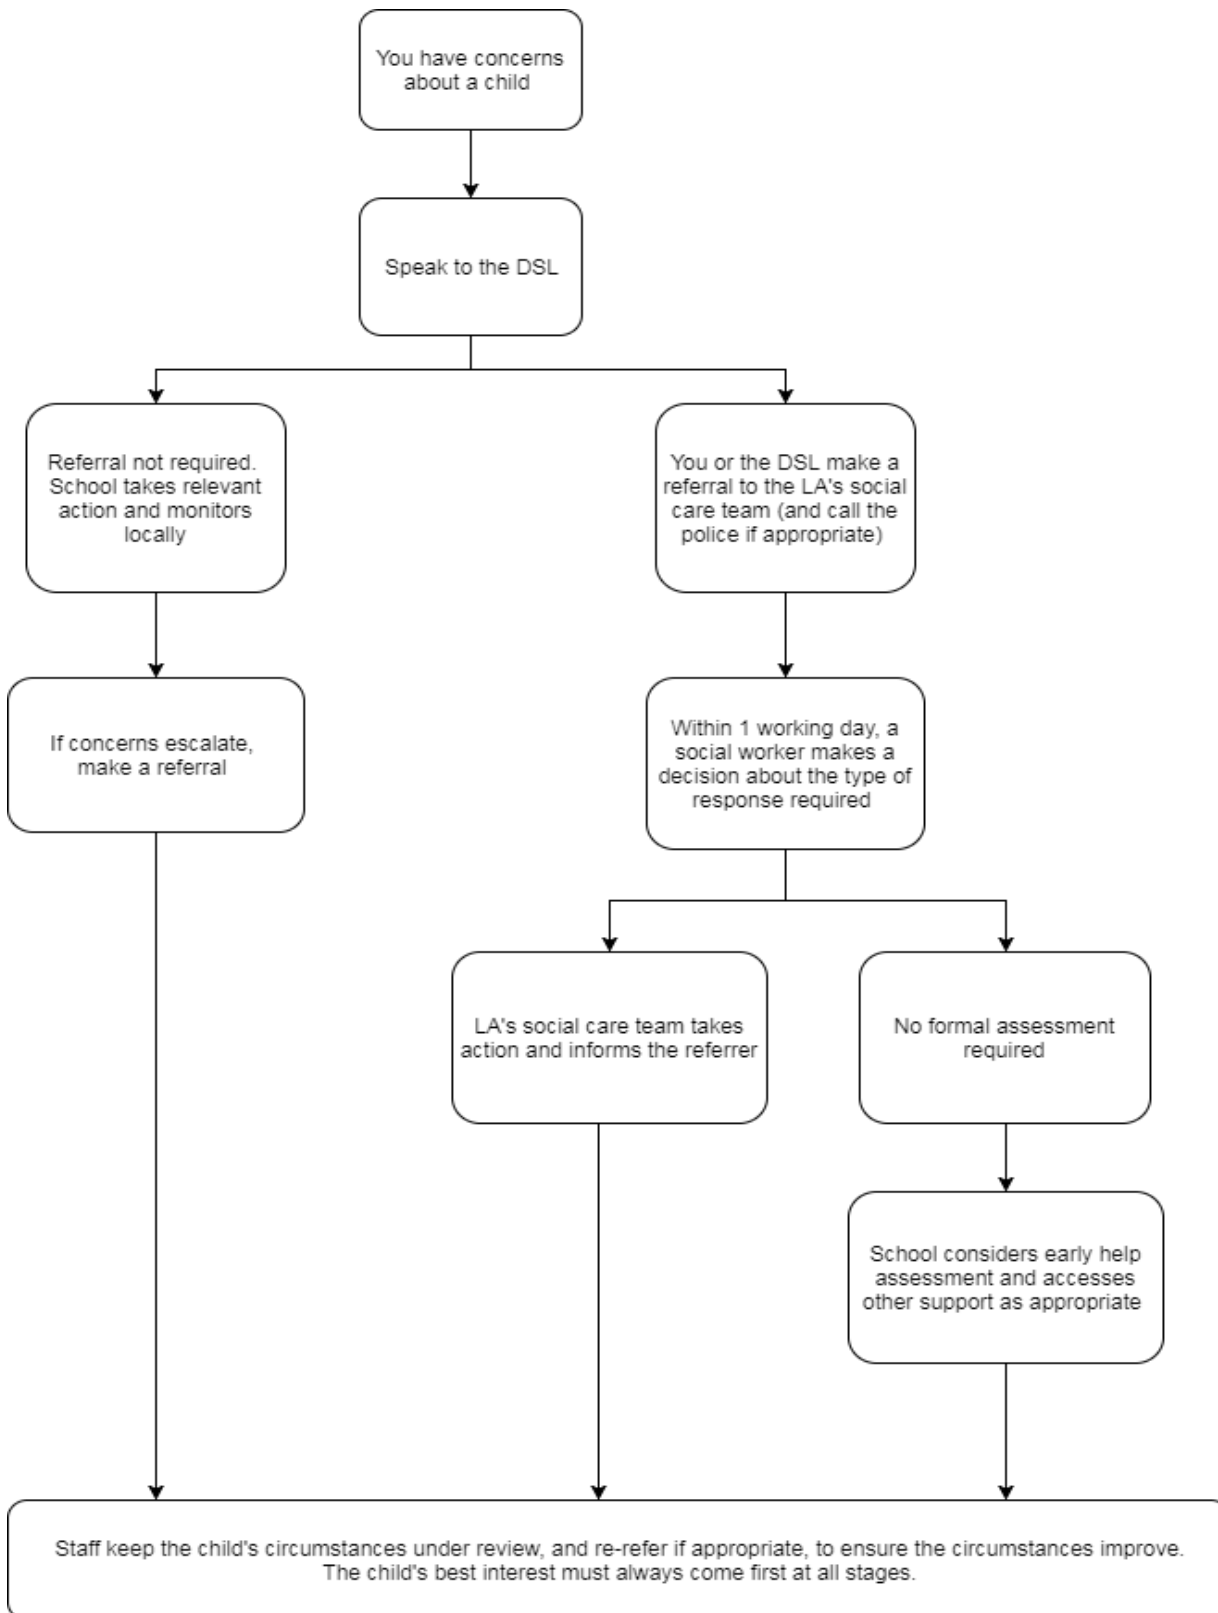 You have concerns
about a child
Speak to the DSL
Referral not required.
School takes relevant
action and monitors
locally
You or the DSL make a
referral to the LA's social
care team (and call the
police if appropriate)
If concerns escalate,
make a referral
Within 1 working day, a
social worker makes a
decision about the type of
response required
LA's social care team takes
action and informs the referrer
No formal assessment
required
School considers early help
assessment and accesses
other support as appropriate
Staff keep the child's circumstances under review, and re-refer if appropriate, to ensure the circumstances improve.
The child's best interest must always come first at all stages.